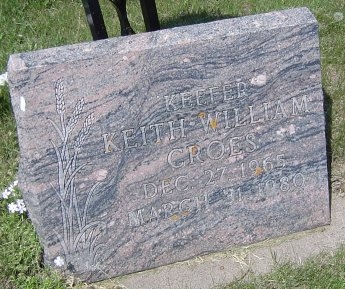 KEEFER
KEITH WILLIAM
CROES
DEC. 27, 1965
MARCH 31, 1980